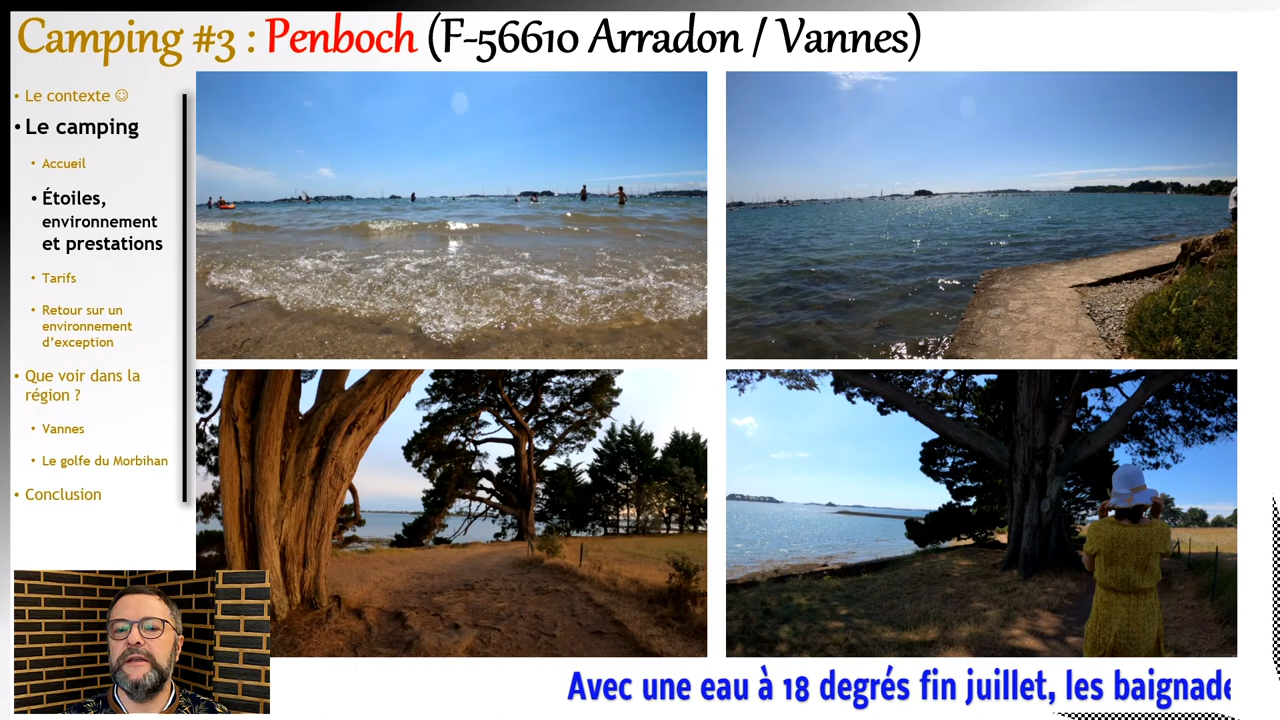 Camping #3 : Penboch (F-56610 Arradon / Vannes)
• Le contexte ☺
• Le camping
• Accueil
• Étoiles,
environnement
et prestations
• Tarifs
• Retour sur un
environnement
d'exception
• Que voir dans la
région ?
• Vannes
• Le golfe du Morbihan
• Conclusion
Avec une eau à 18 degrés fin juillet, les baignade